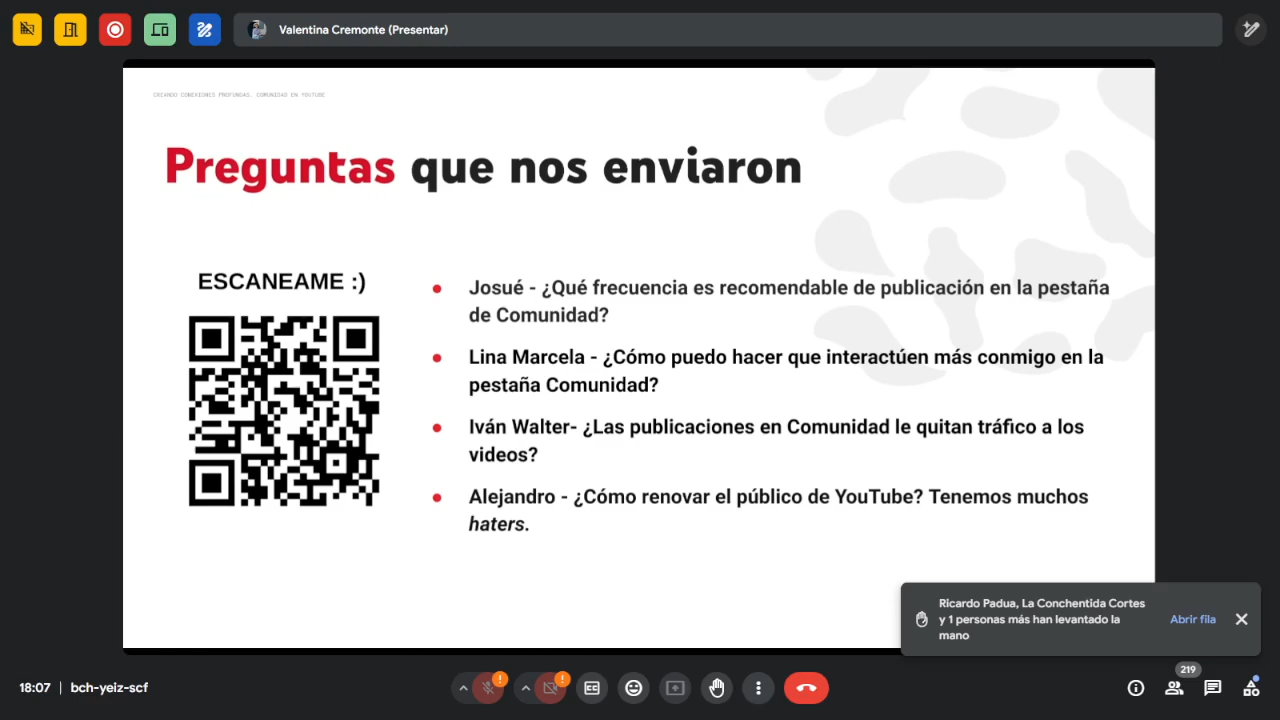 Valentina Cremonte (Presentar)
CREANDO CONEXIONES PROFUNDAS. COMUNIDAD EN YOUTUBE
Preguntas que nos enviaron
ESCANEAME :)
Josué - ¿Qué frecuencia es recomendable de publicación en la pestaña
de Comunidad?
Lina Marcela - ¿Cómo puedo hacer que interactúen más conmigo en la
pestaña Comunidad?
Iván Walter- ¿Las publicaciones en Comunidad le quitan tráfico a los
videos?
Alejandro - ¿Cómo renovar el público de YouTube? Tenemos muchos
haters.
Ricardo Padua, La Conchentida Cortes
y 1 personas más han levantado la
mano
Abrir fila
18:07 | bch-yeiz-scf
219